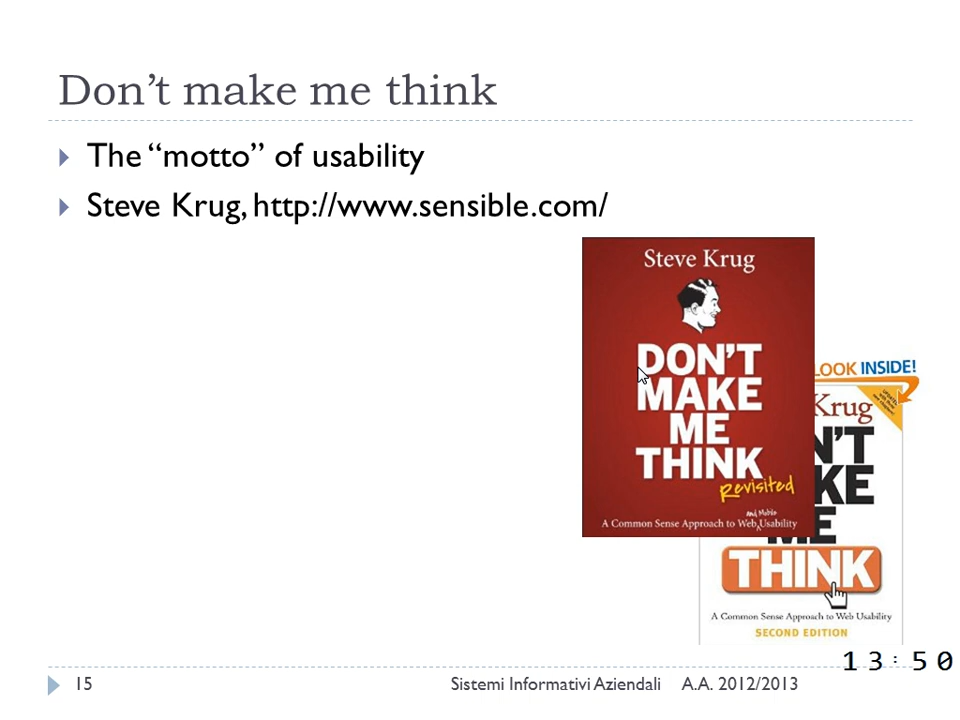 Don’t make me think
The “motto” of usability
Steve Krug, http://www.sensible.com/
Steve Krug
DON'T
MAKE
ME
THINK
Revisited
and Mobile
A Common Sense Approach to Web Usability
LOOK INSIDE!
Krug
N'T
KE
ME
THINK
A Common Sense Approach to Web Usability
SECOND EDITION
13:50
15
Sistemi Informativi Aziendali
A.A. 2012/2013